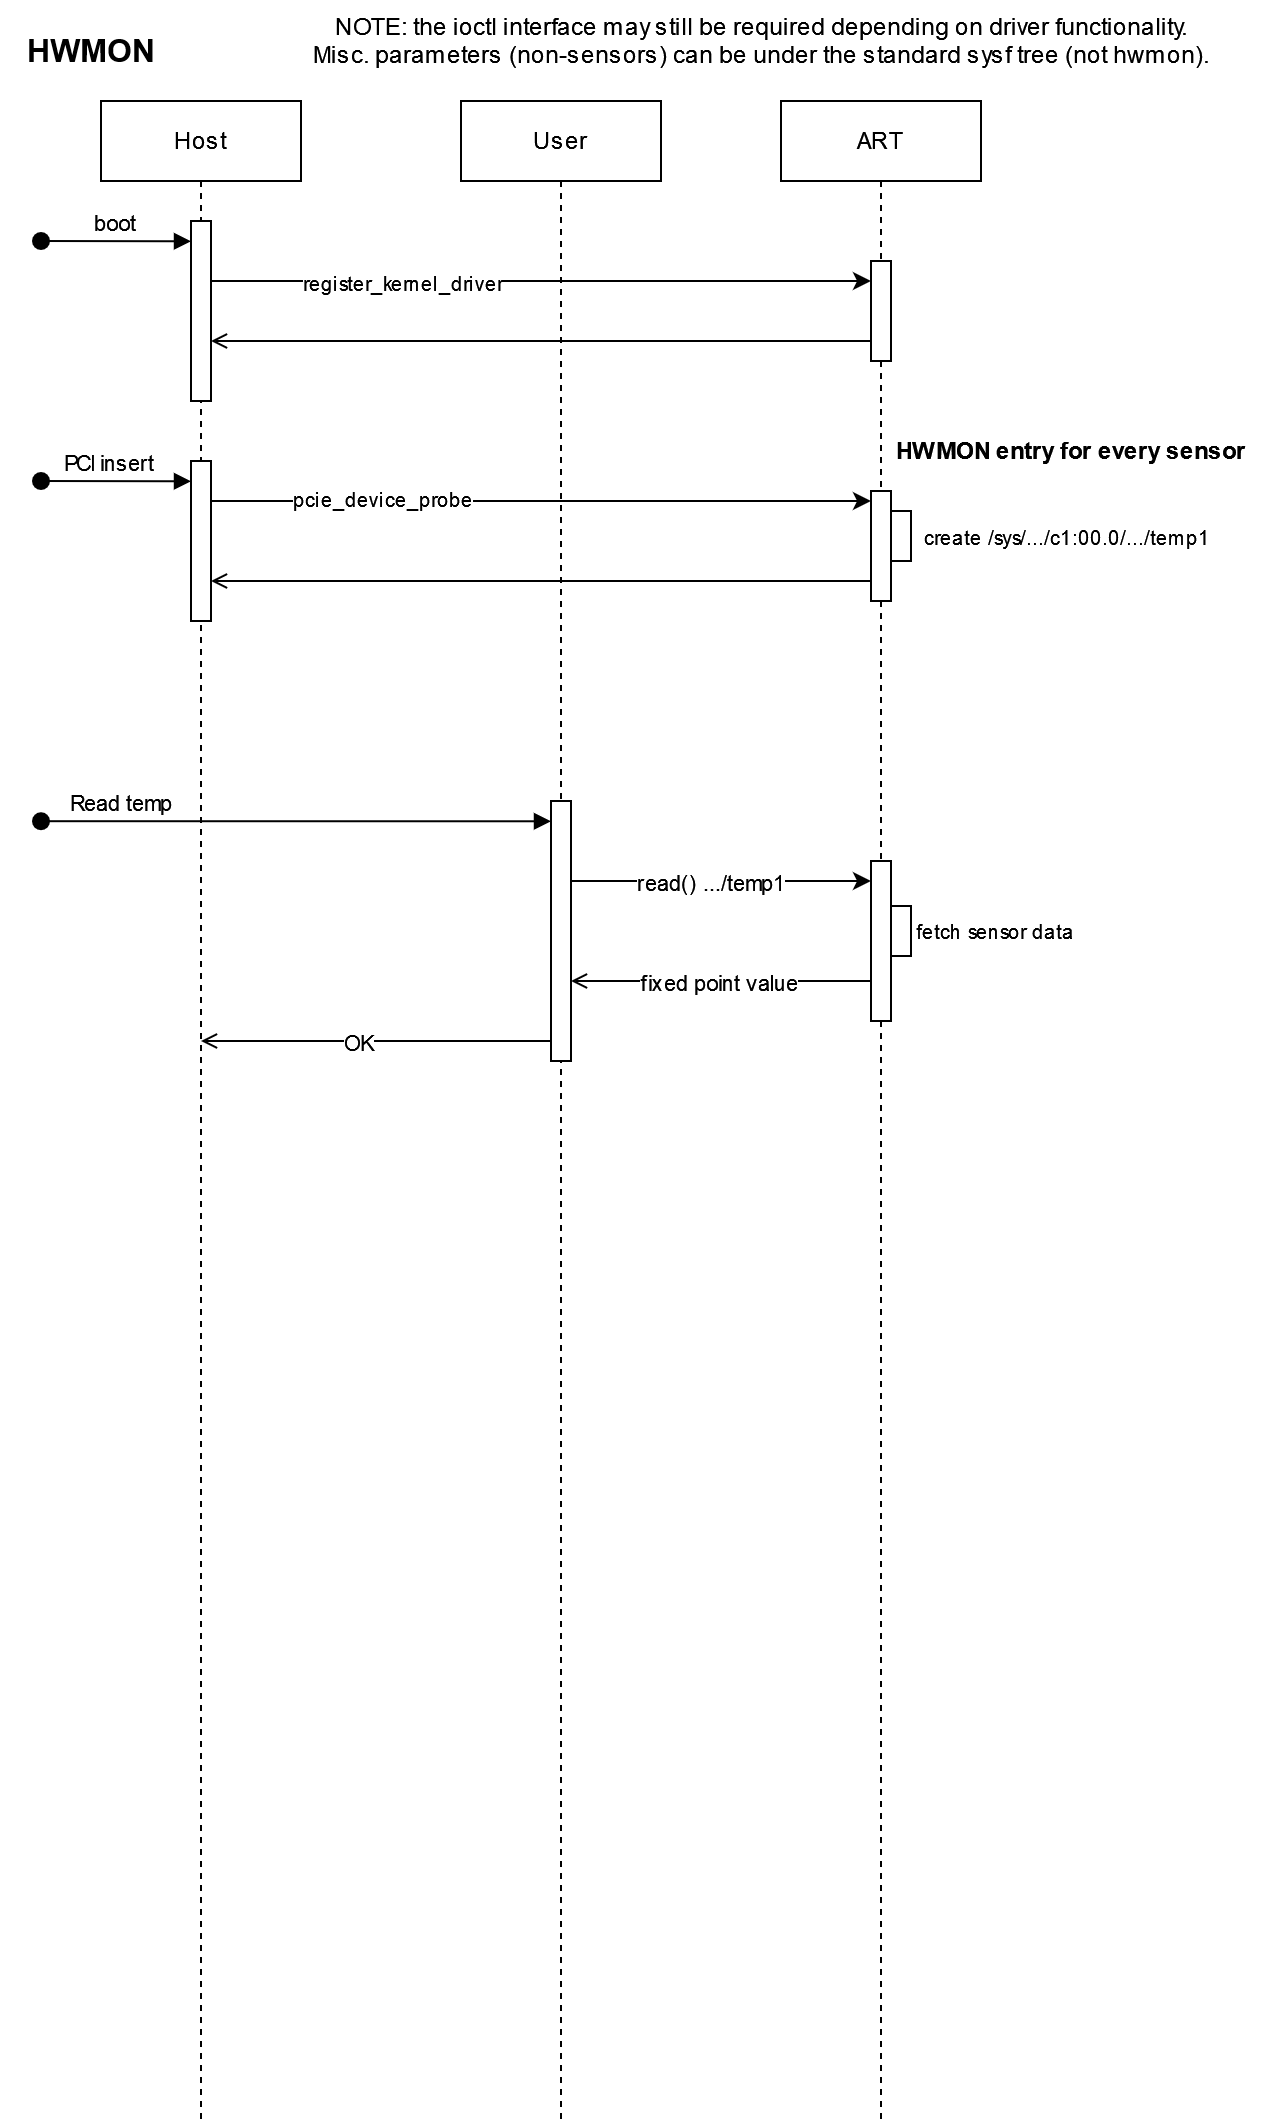 NOTE: the ioctl interface may still be required depending on driver functionality.
HWMON
Misc. parameters (non-sensors) can be under the standard sysf tree (not hwmon).
Host
User
ART
boot
register_kernel_driver
HWMON entry for every sensor
PCI insert
pcie_device_probe
create /sys/.../c1:00.0/.../temp1
Read temp
read() .../temp1
fetch sensor data
fixed point value
OK